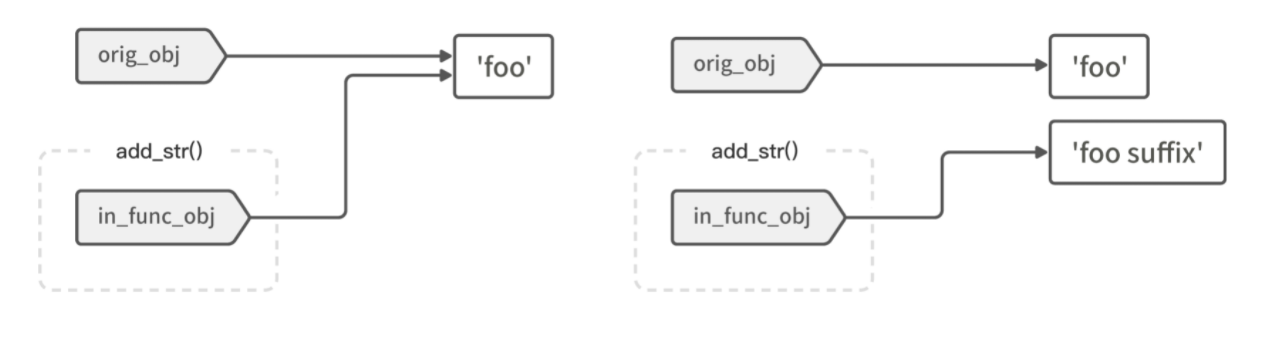 orig_obj
'foo'
add_str()
in_func_obj
orig_obj
'foo'
'foo suffix'
add_str()
in_func_obj